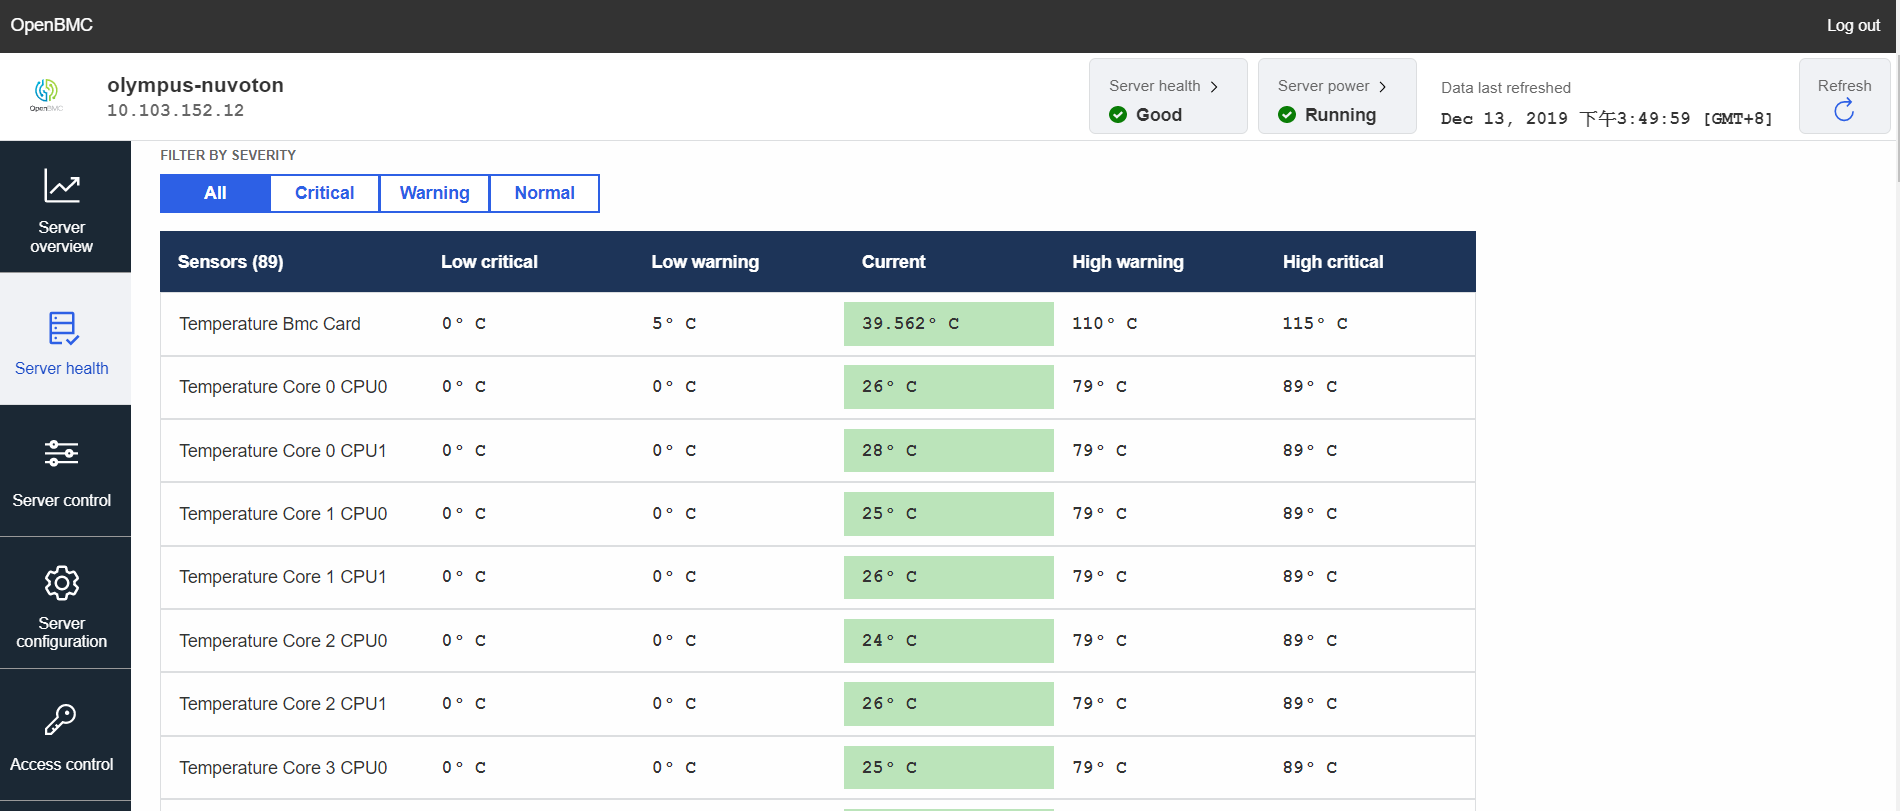 OpenBMC
Log out
OpenBMC
olympus-nuvoton
10.103.152.12
Server health
Good
Server power
Running
Data last refreshed
Dec 13, 2019 下午3:49:59 [GMT+8]
Refresh
Server
overview
Server health
Server control
Server
configuration
Access control
FILTER BY SEVERITY
All Critical Warning Normal
Sensors (89) Low critical Low warning Current High warning High critical
Temperature Bmc Card 0° C 5° C 39.562° C 110° C 115° C
Temperature Core 0 CPU0 0° C 0° C 26° C 79° C 89° C
Temperature Core 0 CPU1 0° C 0° C 28° C 79° C 89° C
Temperature Core 1 CPU0 0° C 0° C 25° C 79° C 89° C
Temperature Core 1 CPU1 0° C 0° C 26° C 79° C 89° C
Temperature Core 2 CPU0 0° C 0° C 24° C 79° C 89° C
Temperature Core 2 CPU1 0° C 0° C 26° C 79° C 89° C
Temperature Core 3 CPU0 0° C 0° C 25° C 79° C 89° C